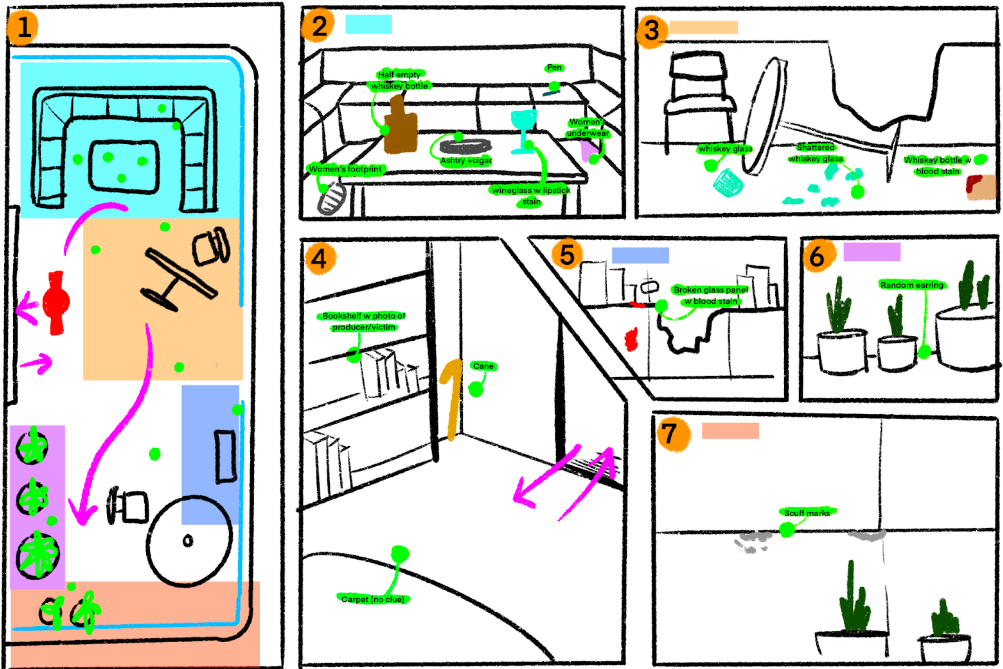 1
2
Half empty
whiskey bottle
Pen
Women
underwear
Women's footprint
Ashtry +cigar
wineglass w lipstick
stain
3
whiskey glass
Shattered
whiskey glass
Whiskey bottle w
blood stain
4
Bookshelf w photo of
producer/victim
Cane
Carpet (no clue)
5
Broken glass panel
w blood stain
6
Random earring
7
Scuff marks